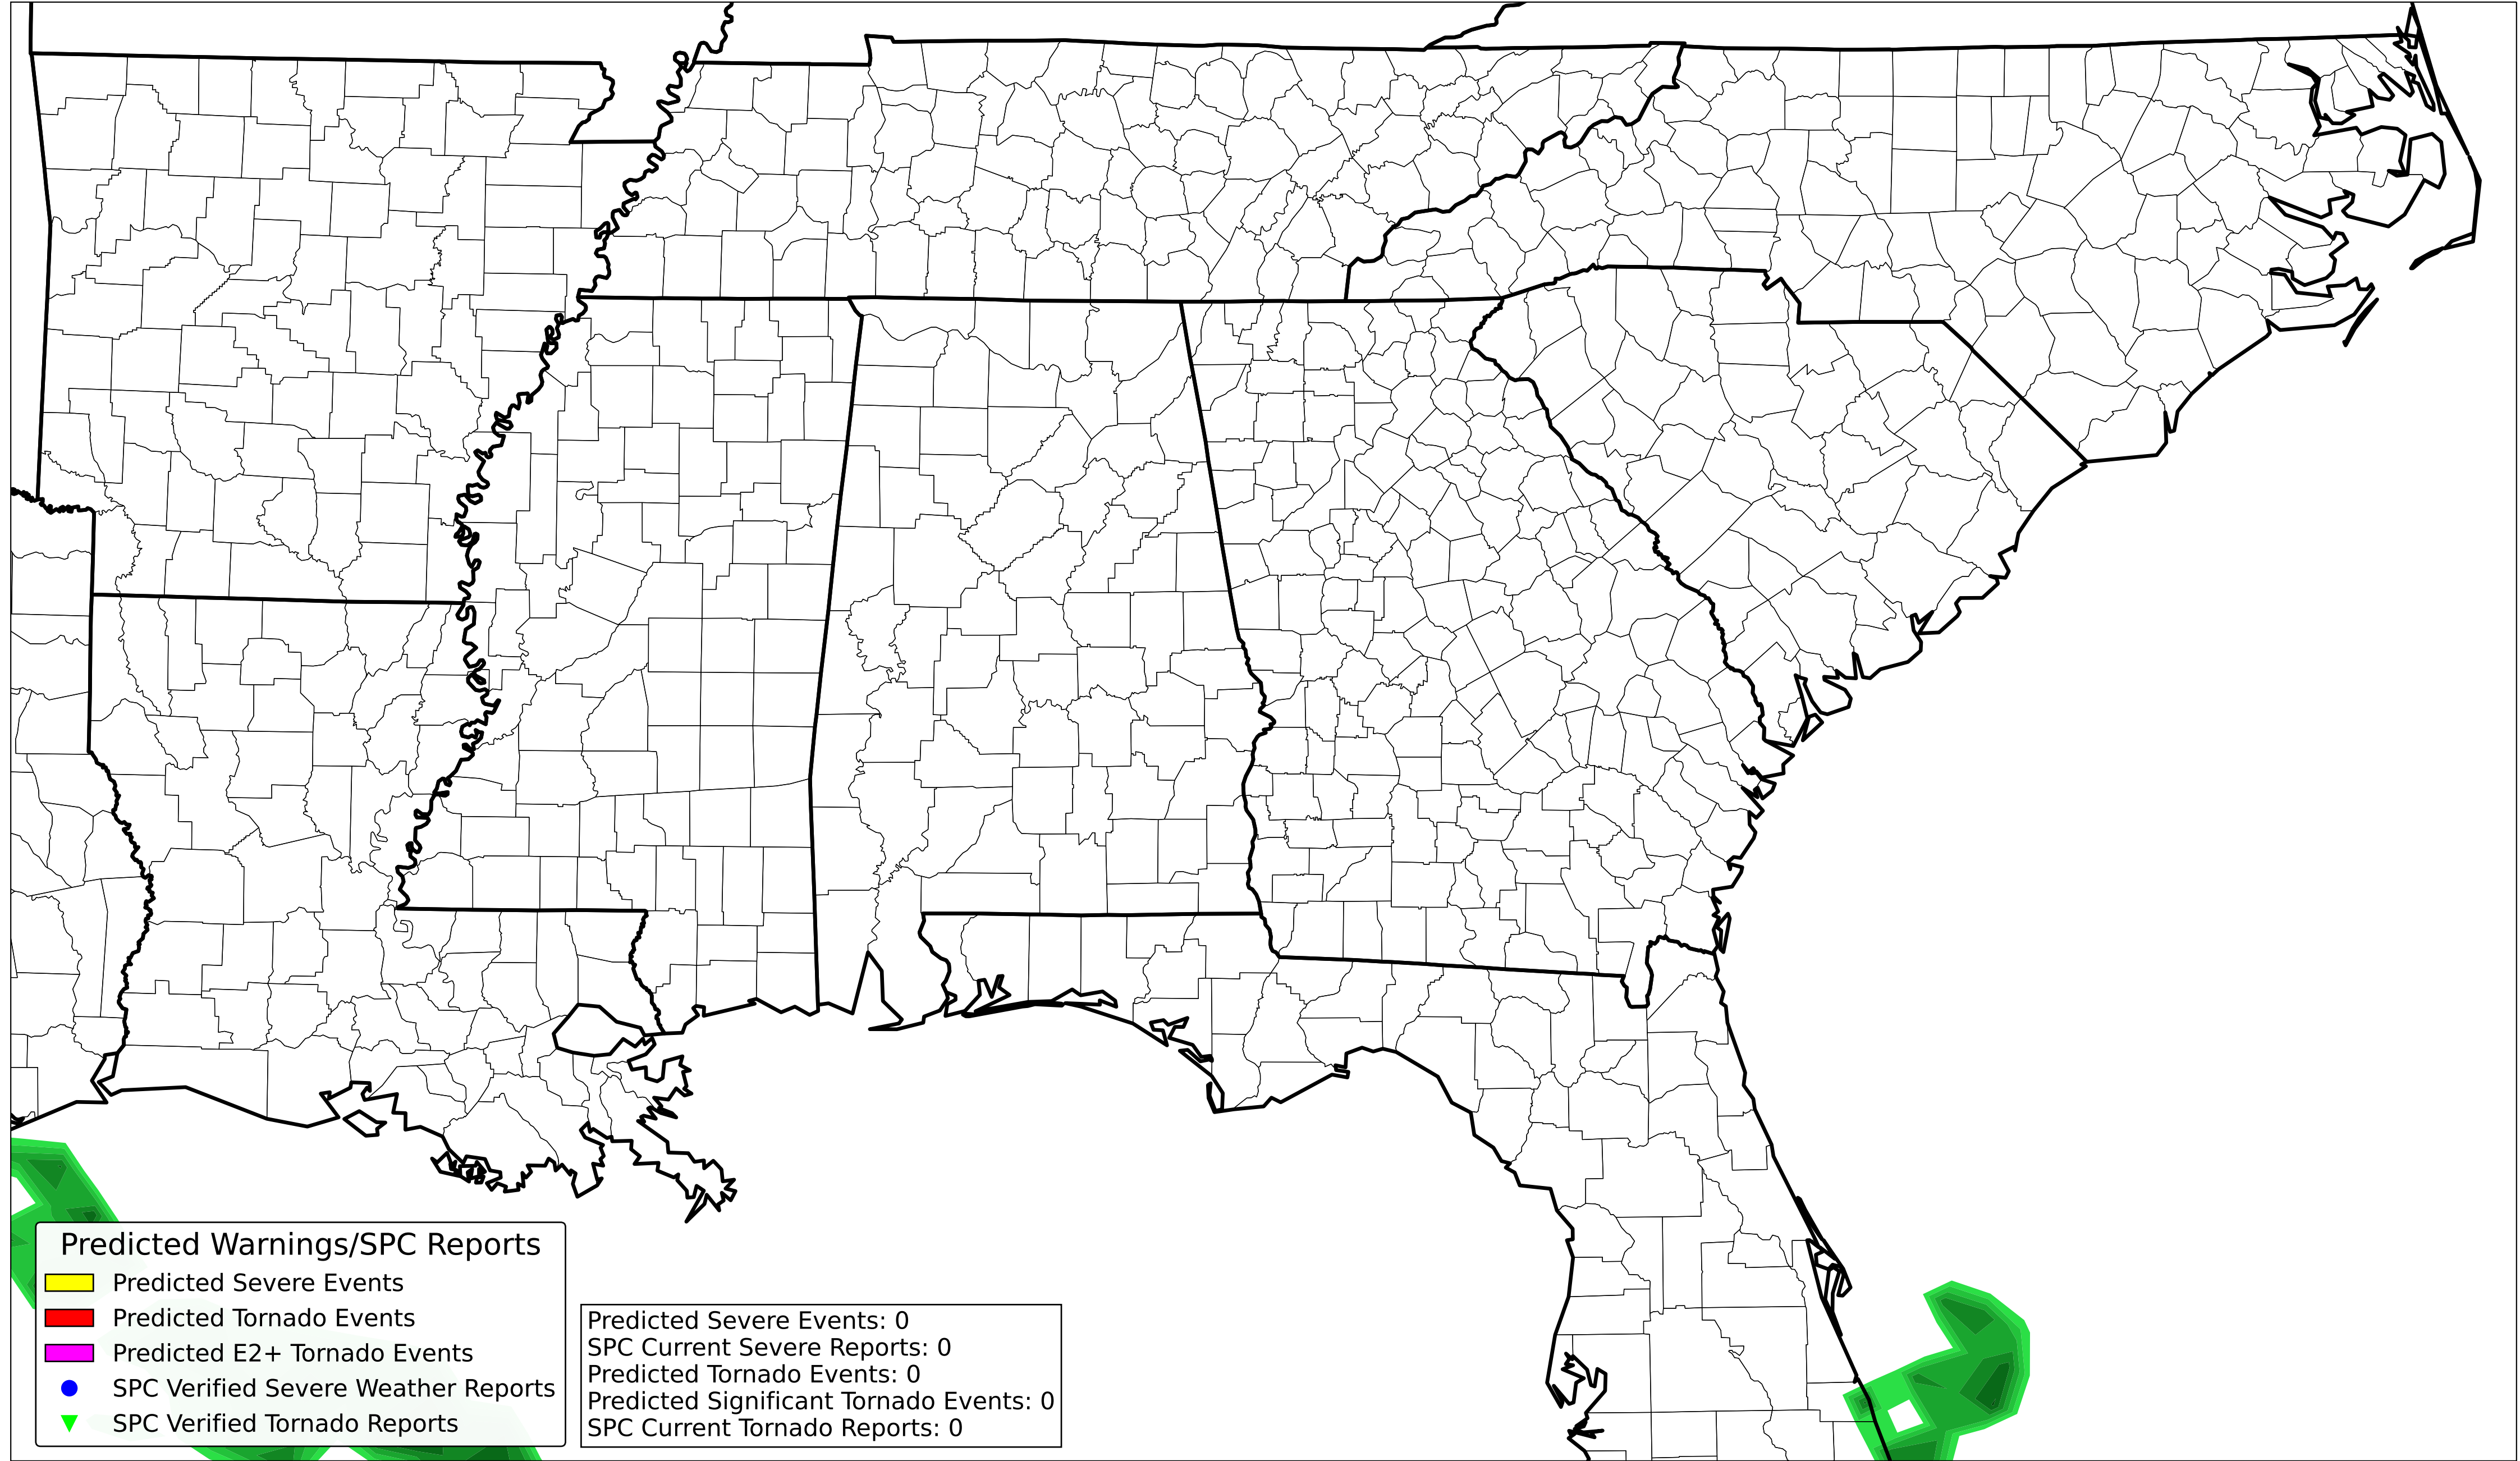 Predicted Warnings/SPC Reports
Predicted Severe Events
Predicted Tornado Events
Predicted E2+ Tornado Events
SPC Verified Severe Weather Reports
SPC Verified Tornado Reports
Predicted Severe Events: 0
SPC Current Severe Reports: 0
Predicted Tornado Events: 0
Predicted Significant Tornado Events: 0
SPC Current Tornado Reports: 0